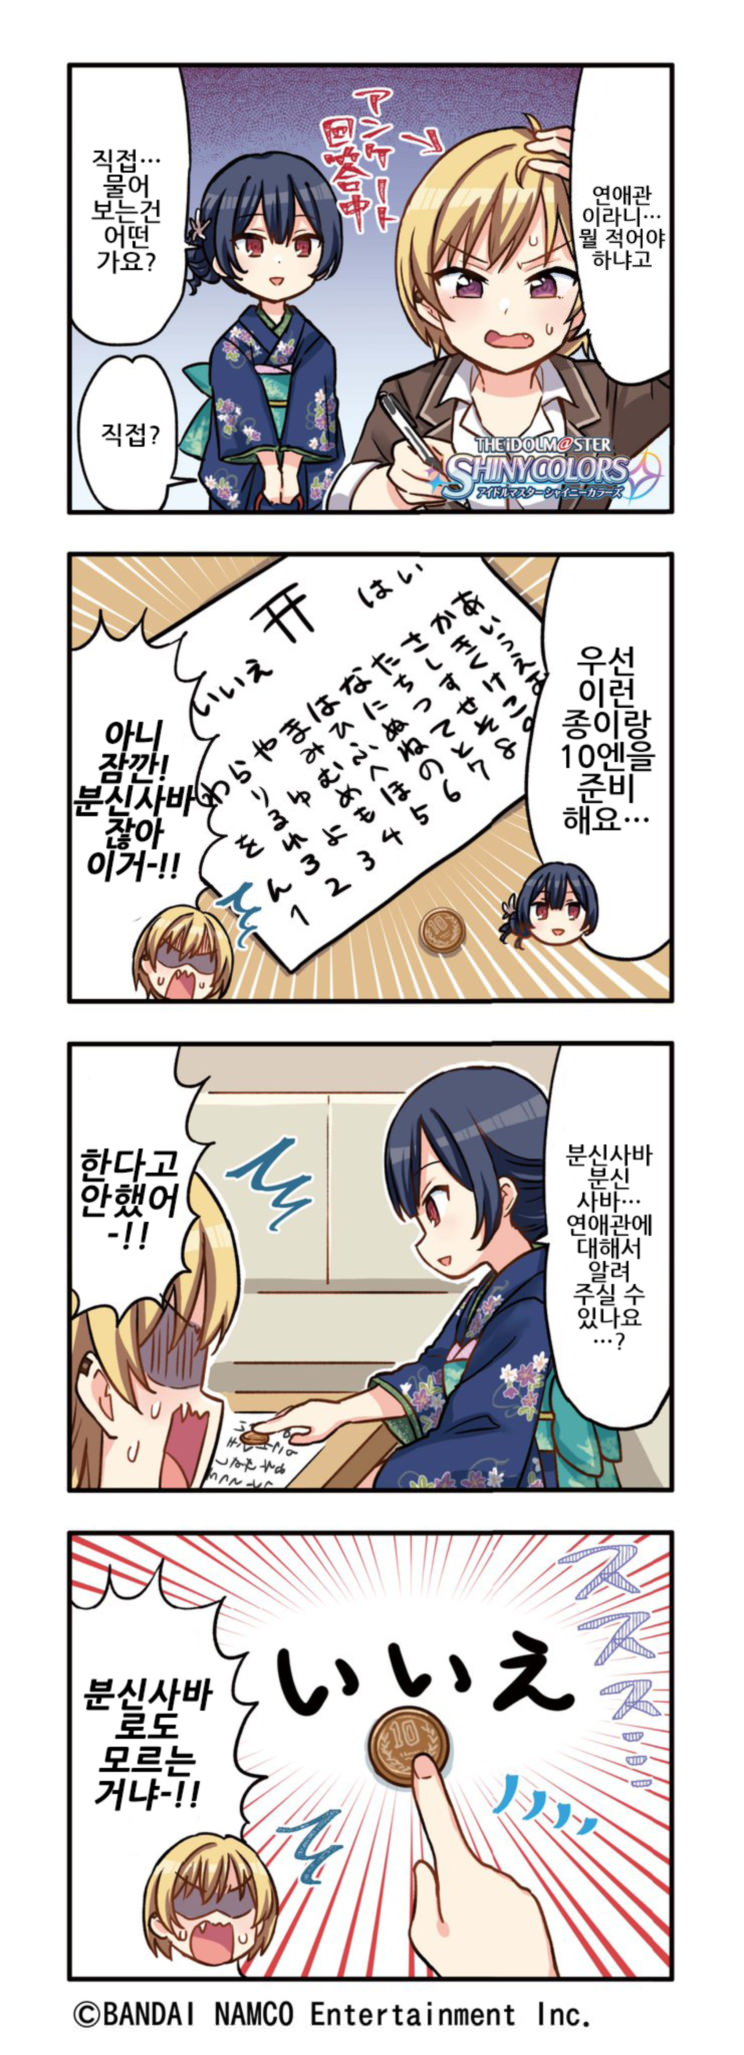 연애관
이라니…
뭘 적어야
하냐고
アンケート
回答中
직접…
물어
보는건
어떤
가요?
직접?
THE iDOLM@STER
SHINYCOLORS
アイドルマスターシャイニーカラーズ
우선
이런
종이랑
10엔을
준비
해요…
はい
いいえ
あいうえお
かきくけこ
さしすせそ
たちつてと
なにぬねの
はひふへほ
まみむめも
やゆよ
らりるれろ
わをん
1 2 3 4 5 6 7 8
10
아니
잠깐!
분신사바
잖아
이거-!!
분신사바
분신
사바…
연애관에
대해서
알려
주실 수
있나요
…?
한다고
안했어
-!!
ススス…
いいえ
10
분신사바
로도
모르는
거냐-!!
©BANDAI NAMCO Entertainment Inc.